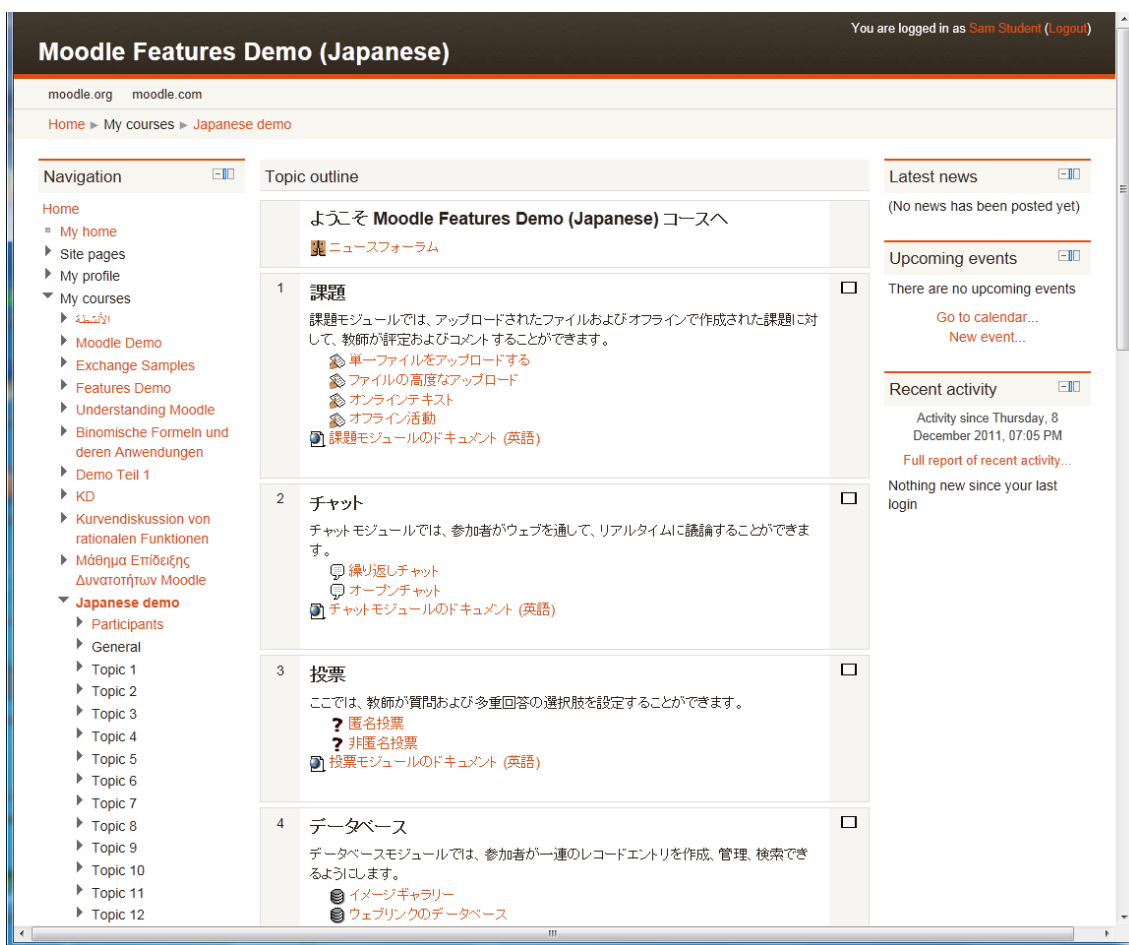 You are logged in as Sam Student (Logout)
Moodle Features Demo (Japanese)
moodle.org moodle.com
Home ► My courses ► Japanese demo
Navigation
Home
My home
Site pages
My profile
My courses
الأنشطة
Moodle Demo
Exchange Samples
Features Demo
Understanding Moodle
Binomische Formeln und
deren Anwendungen
Demo Teil 1
KD
Kurvendiskussion von
rationalen Funktionen
Μάθημα Επίδειξης
Δυνατοτήτων Moodle
Japanese demo
Participants
General
Topic 1
Topic 2
Topic 3
Topic 4
Topic 5
Topic 6
Topic 7
Topic 8
Topic 9
Topic 10
Topic 11
Topic 12
Topic outline
ようこそ Moodle Features Demo (Japanese) コースへ
ニュースフォーラム
1
課題
課題モジュールでは、アップロードされたファイルおよびオフラインで作成された課題に対
して、教師が評定およびコメントすることができます。
単一ファイルをアップロードする
ファイルの高度なアップロード
オンラインテキスト
オフライン活動
課題モジュールのドキュメント (英語)
2
チャット
チャットモジュールでは、参加者がウェブを通して、リアルタイムに議論することができま
す。
繰り返しチャット
オープンチャット
チャットモジュールのドキュメント (英語)
3
投票
ここでは、教師が質問および多重回答の選択肢を設定することができます。
匿名投票
非匿名投票
投票モジュールのドキュメント (英語)
4
データベース
データベースモジュールでは、参加者が一連のレコードエントリを作成、管理、検索でき
るようにします。
イメージギャラリー
ウェブリンクのデータベース
Latest news
(No news has been posted yet)
Upcoming events
There are no upcoming events
Go to calendar...
New event...
Recent activity
Activity since Thursday, 8
December 2011, 07:05 PM
Full report of recent activity...
Nothing new since your last
login